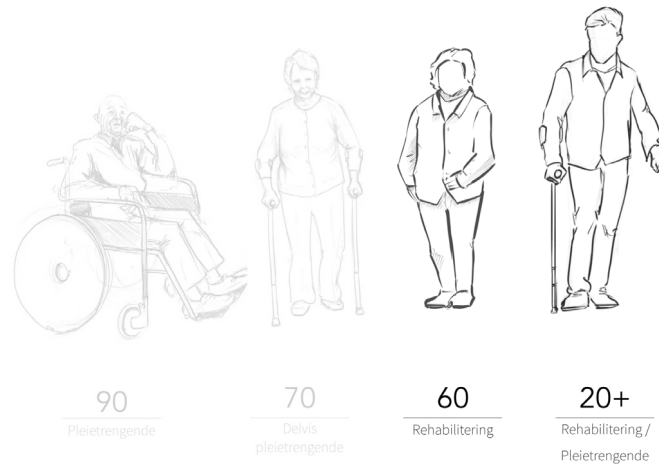 90
Pleietrengende
70
Delvis
pleietrengende
60
Rehabilitering
20+
Rehabilitering /
Pleietrengende